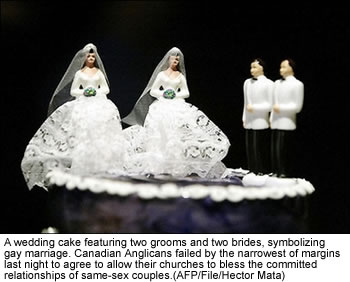 A wedding cake featuring two grooms and two brides, symbolizing
gay marriage. Canadian Anglicans failed by the narrowest of margins
last night to agree to allow their churches to bless the committed
relationships of same-sex couples.(AFP/File/Hector Mata)